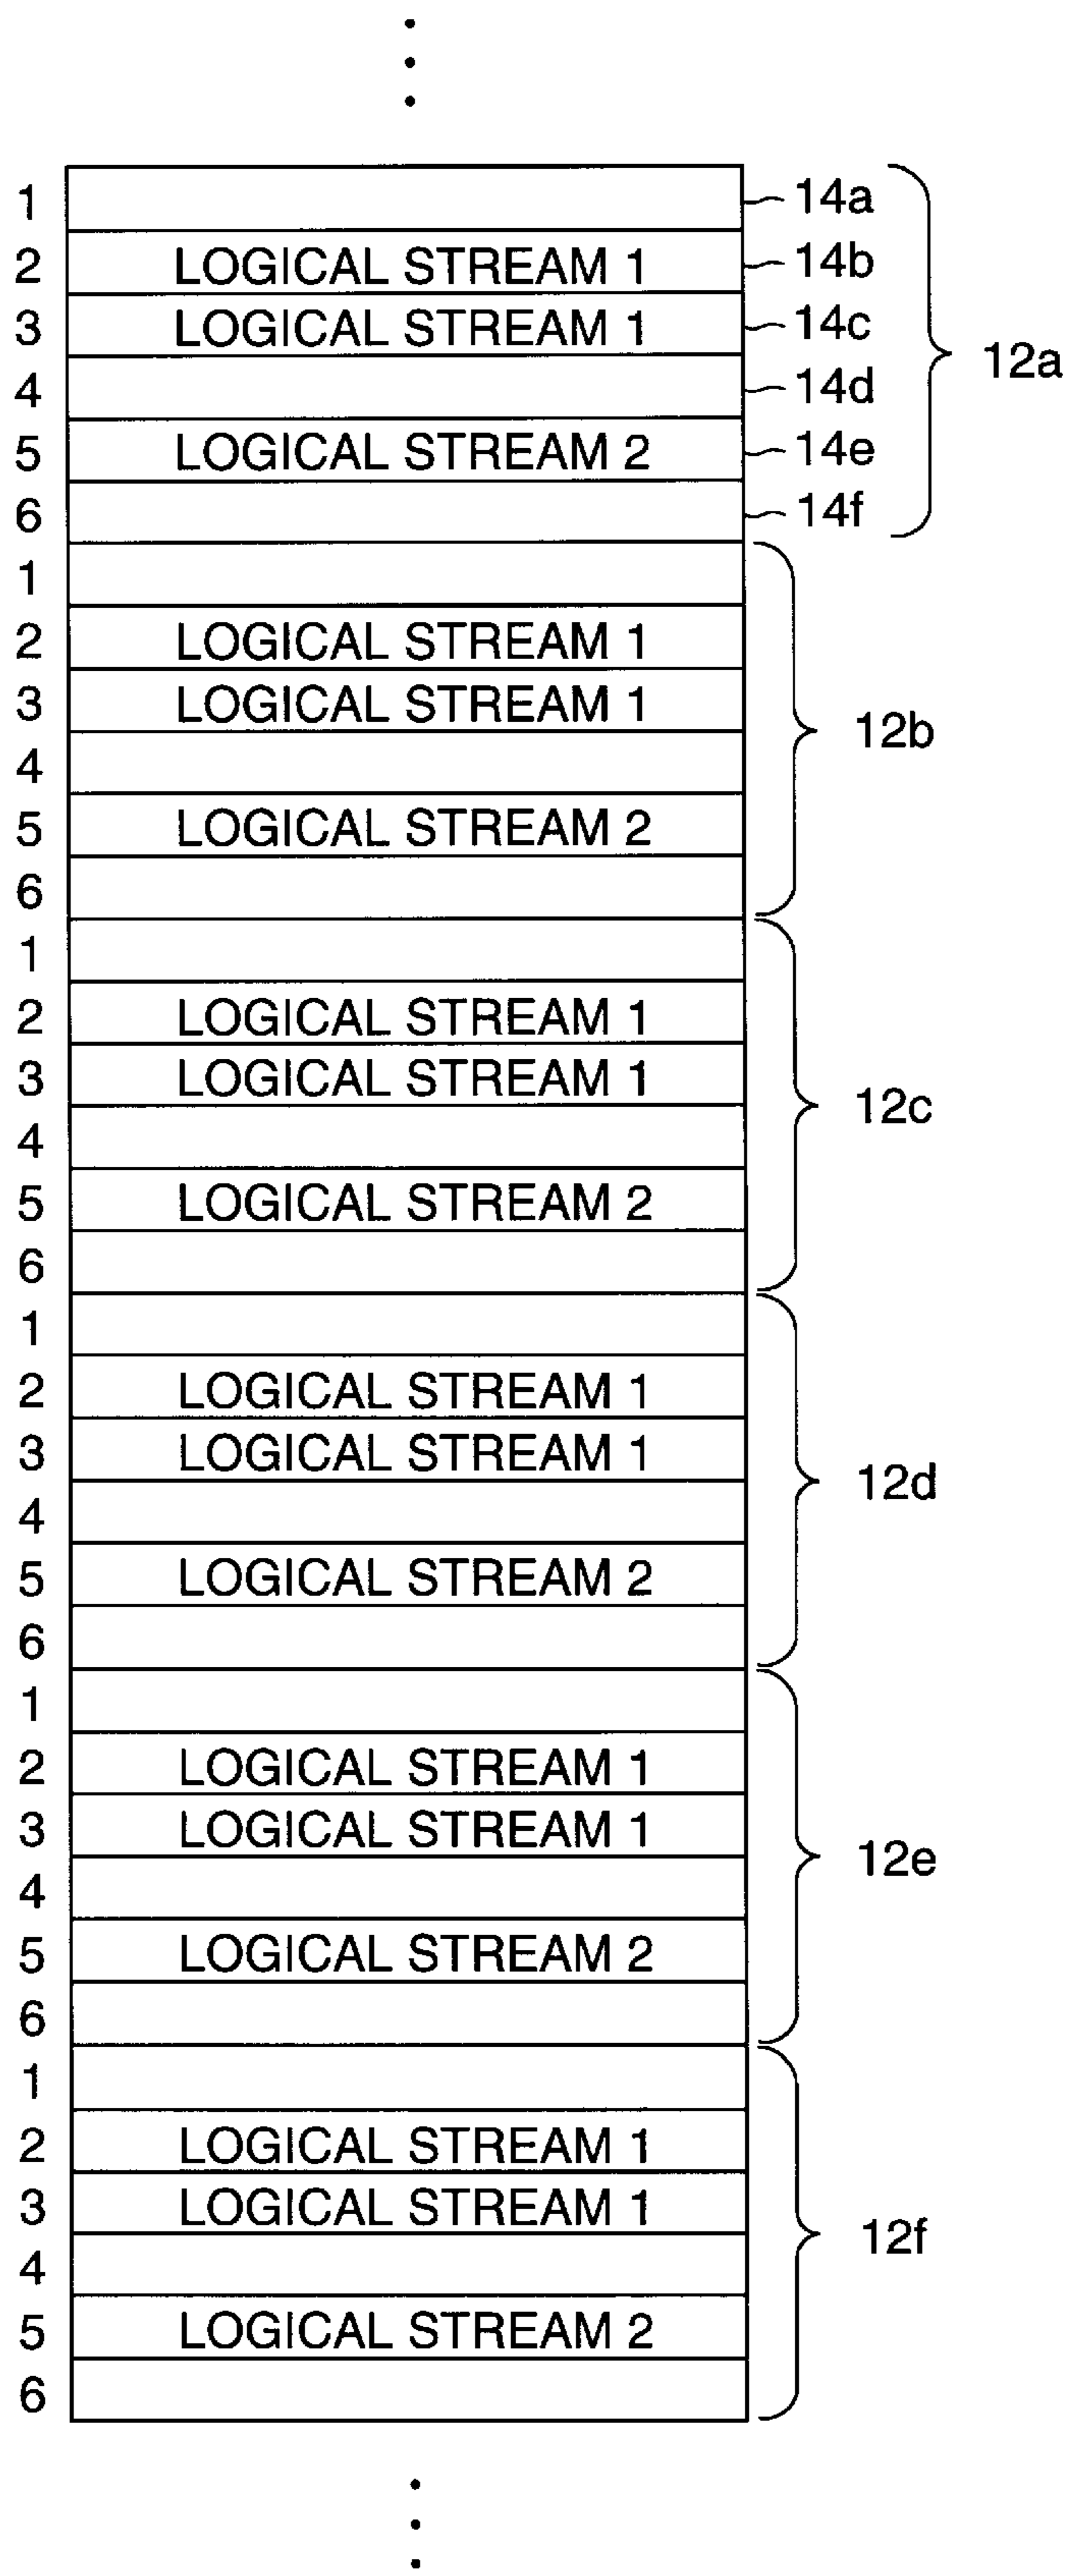 1 14a
2 LOGICAL STREAM 1 14b
3 LOGICAL STREAM 1 14c
12a
4 14d
5 LOGICAL STREAM 2 14e
6 14f
1
2 LOGICAL STREAM 1
3 LOGICAL STREAM 1
12b
4
5 LOGICAL STREAM 2
6
1
2 LOGICAL STREAM 1
3 LOGICAL STREAM 1
12c
4
5 LOGICAL STREAM 2
6
1
2 LOGICAL STREAM 1
3 LOGICAL STREAM 1
12d
4
5 LOGICAL STREAM 2
6
1
2 LOGICAL STREAM 1
3 LOGICAL STREAM 1
12e
4
5 LOGICAL STREAM 2
6
1
2 LOGICAL STREAM 1
3 LOGICAL STREAM 1
12f
4
5 LOGICAL STREAM 2
6